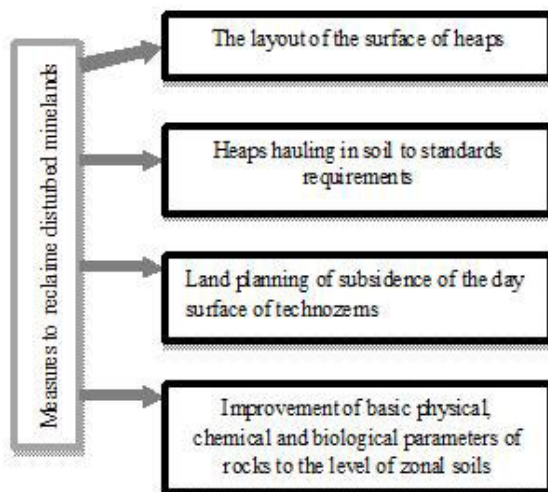 Measures to reclaime disturbed minelands
The layout of the surface of heaps
Heaps hauling in soil to standards
requirements
Land planning of subsidence of the day
surface of technozems
Improvement of basic physical,
chemical and biological parameters of
rocks to the level of zonal soils